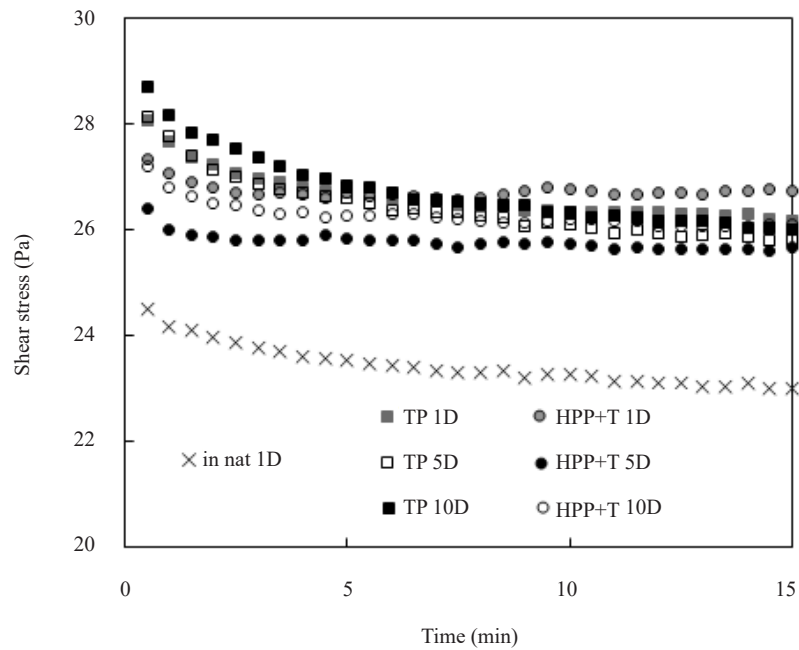 30
28
26
24
22
20
Shear stress (Pa)
TP 1D
HPP+T 1D
in nat 1D
TP 5D
HPP+T 5D
TP 10D
HPP+T 10D
0
5
10
15
Time (min)